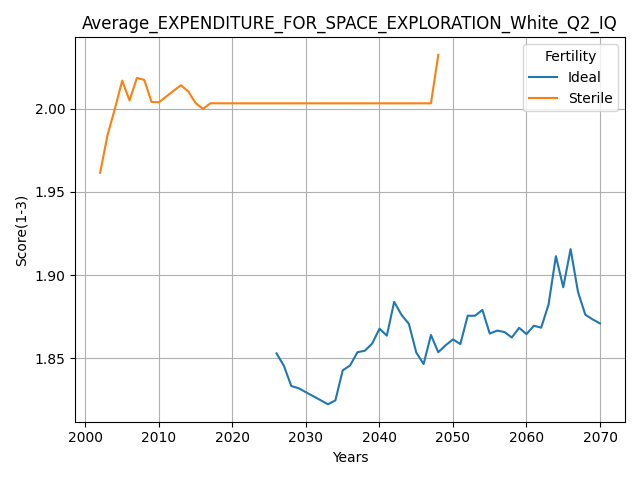 Average_EXPENDITURE_FOR_SPACE_EXPLORATION_White_Q2_IQ
Fertility
Ideal
Sterile
2.00
1.95
1.90
1.85
Score(1-3)
2000 2010 2020 2030 2040 2050 2060 2070
Years